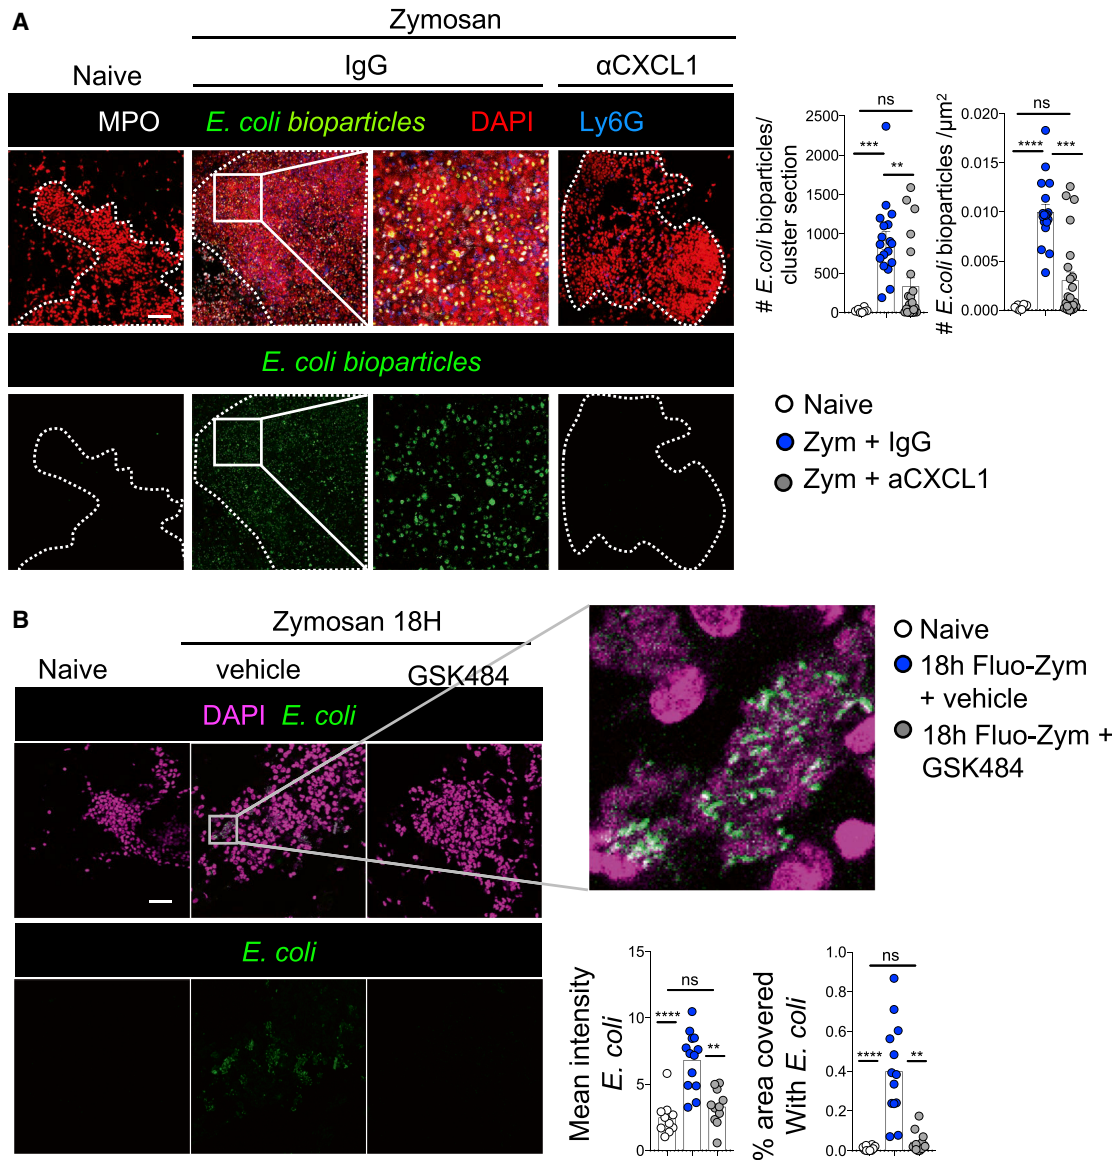 A
Zymosan
Naive
IgG
αCXCL1
MPO E. coli bioparticles DAPI Ly6G
E. coli bioparticles
# E.coli bioparticles/
cluster section
2500
2000
1500
1000
500
0
ns
***
**
# E.coli bioparticles /µm²
0.020
0.015
0.010
0.005
0.000
ns
****
***
Naive
Zym + IgG
Zym + aCXCL1
B
Zymosan 18H
Naive
vehicle
GSK484
DAPI E. coli
E. coli
Naive
18h Fluo-Zym
+ vehicle
18h Fluo-Zym +
GSK484
Mean intensity
E. coli
15
10
5
0
ns
****
**
% area covered
With E. coli
1.0
0.8
0.6
0.4
0.2
0.0
ns
****
**